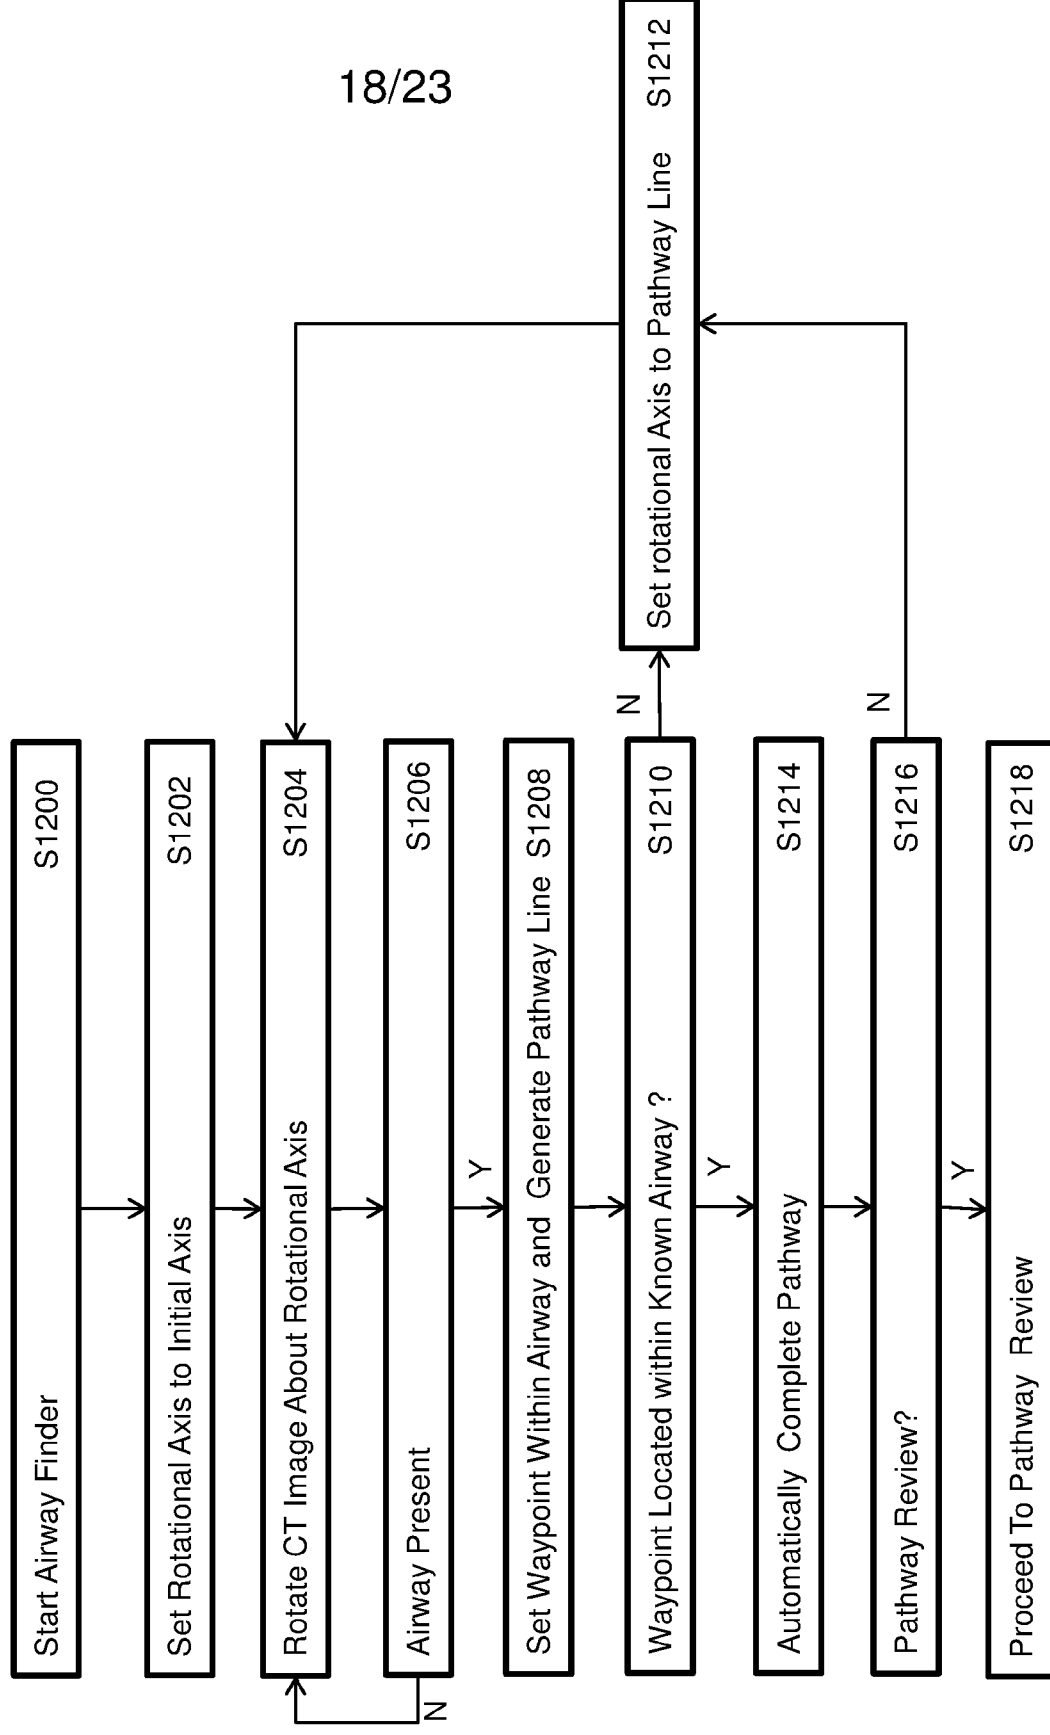 18/23
Start Airway Finder S1200
Set Rotational Axis to Initial Axis S1202
Rotate CT Image About Rotational Axis S1204
Airway Present S1206
N
Y
Set Waypoint Within Airway and Generate Pathway Line S1208
Waypoint Located within Known Airway ? S1210
N
Set rotational Axis to Pathway Line S1212
Y
Automatically Complete Pathway S1214
Pathway Review? S1216
N
Y
Proceed To Pathway Review S1218